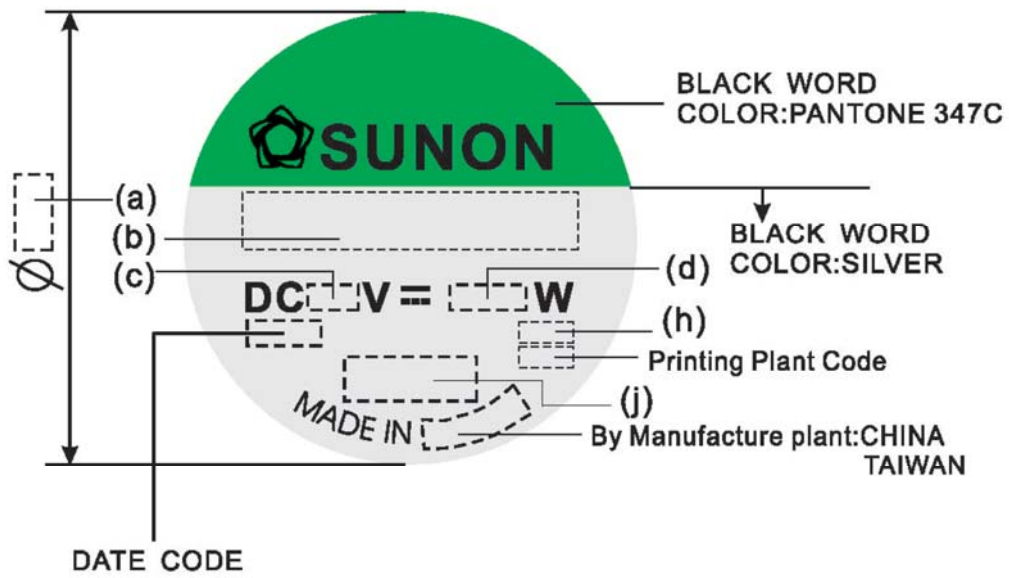 BLACK WORD
COLOR:PANTONE 347C
SUNON
(a)
(b)
BLACK WORD
COLOR:SILVER
(c)
(d)
DC V W
(h)
Printing Plant Code
(j)
MADE IN
By Manufacture plant:CHINA
TAIWAN
Ø
DATE CODE